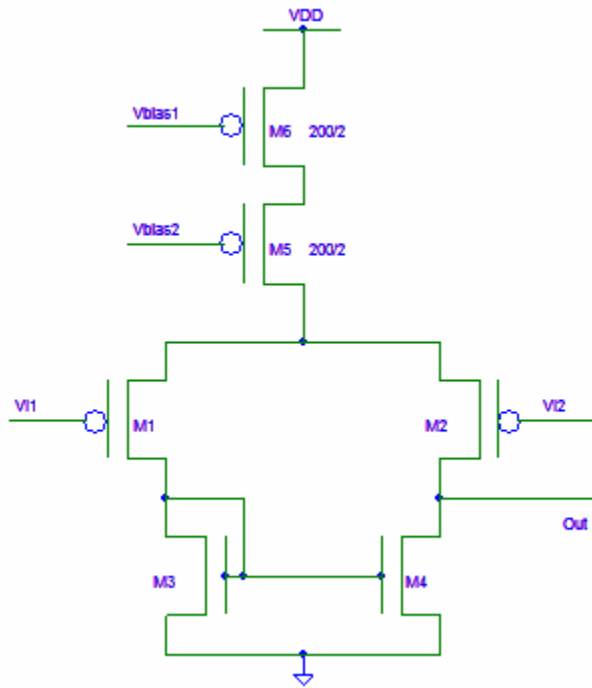 VDD
Vbias1
M6 200/2
Vbias2
M5 200/2
VI1
M1
M2
VI2
Out
M3
M4